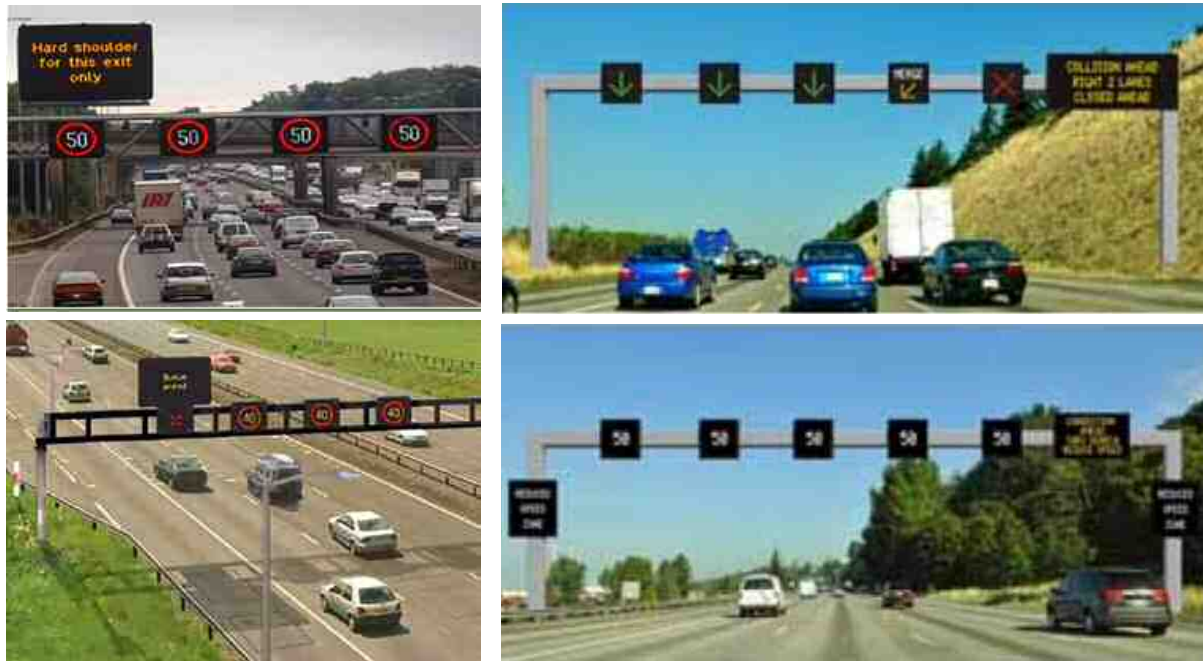 Hard shoulder
for this exit
only
50 50 50 50
IRL
MERGE
COLLISION AHEAD
RIGHT 2 LANES
CLOSED AHEAD
40 40 40
50 50 50 50 50
REDUCED
SPEED
ZONE
REDUCED
SPEED
ZONE